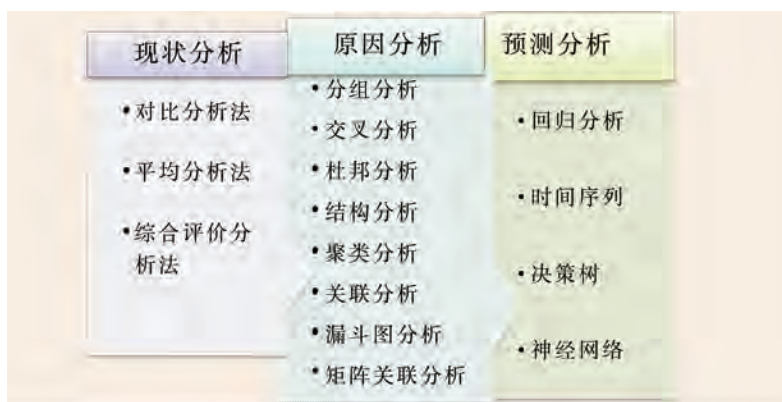 现状分析
•对比分析法
•平均分析法
•综合评价分
析法
原因分析
•分组分析
•交叉分析
•杜邦分析
•结构分析
•聚类分析
•关联分析
•漏斗图分析
•矩阵关联分析
预测分析
•回归分析
•时间序列
•决策树
•神经网络